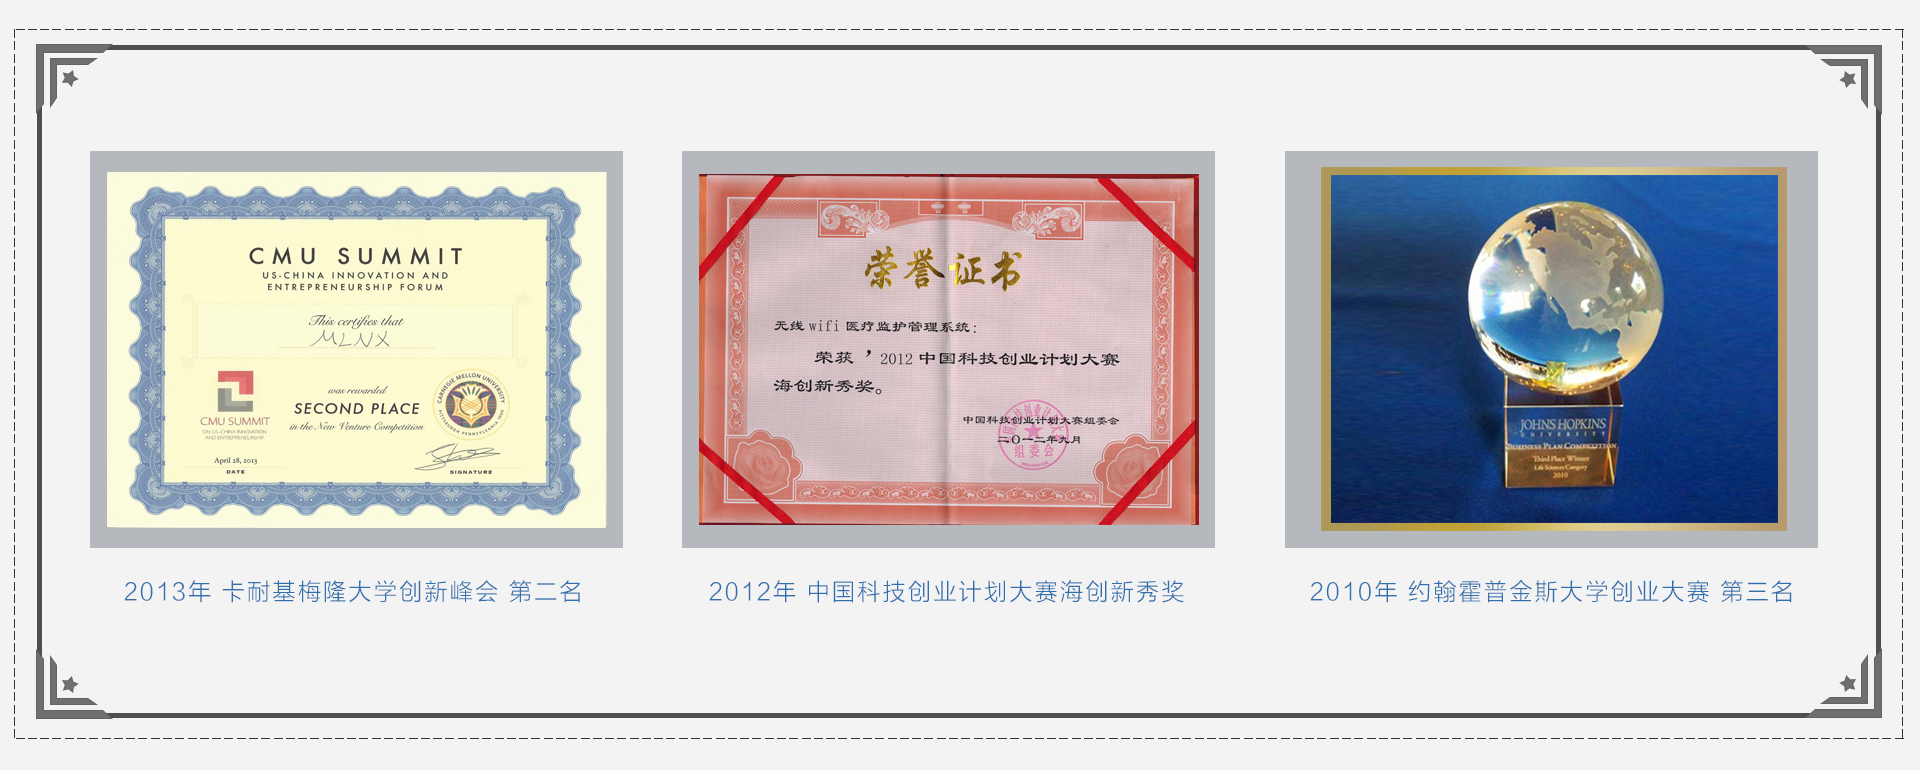 CMU SUMMIT
US-CHINA INNOVATION AND
ENTREPRENEURSHIP FORUM
This certifies that
MLNX
CMU SUMMIT
ON US-CHINA INNOVATION
AND ENTREPRENEURSHIP
was rewarded
SECOND PLACE
in the New Venture Competition
CARNEGIE MELLON UNIVERSITY
PITTSBURGH PENNSYLVANIA 1900
April 28, 2013
DATE
SIGNATURE
2013年 卡耐基梅隆大学创新峰会 第二名
荣誉证书
无线wifi医疗监护管理系统:
荣获'2012中国科技创业计划大赛
海创新秀奖。
中国科技创业计划大赛组委会
二〇一二年九月
组委会
2012年 中国科技创业计划大赛海创新秀奖
JOHNS HOPKINS
UNIVERSITY
BUSINESS PLAN COMPETITION
Third Place Winner
Life Sciences Category
2010
2010年 约翰霍普金斯大学创业大赛 第三名